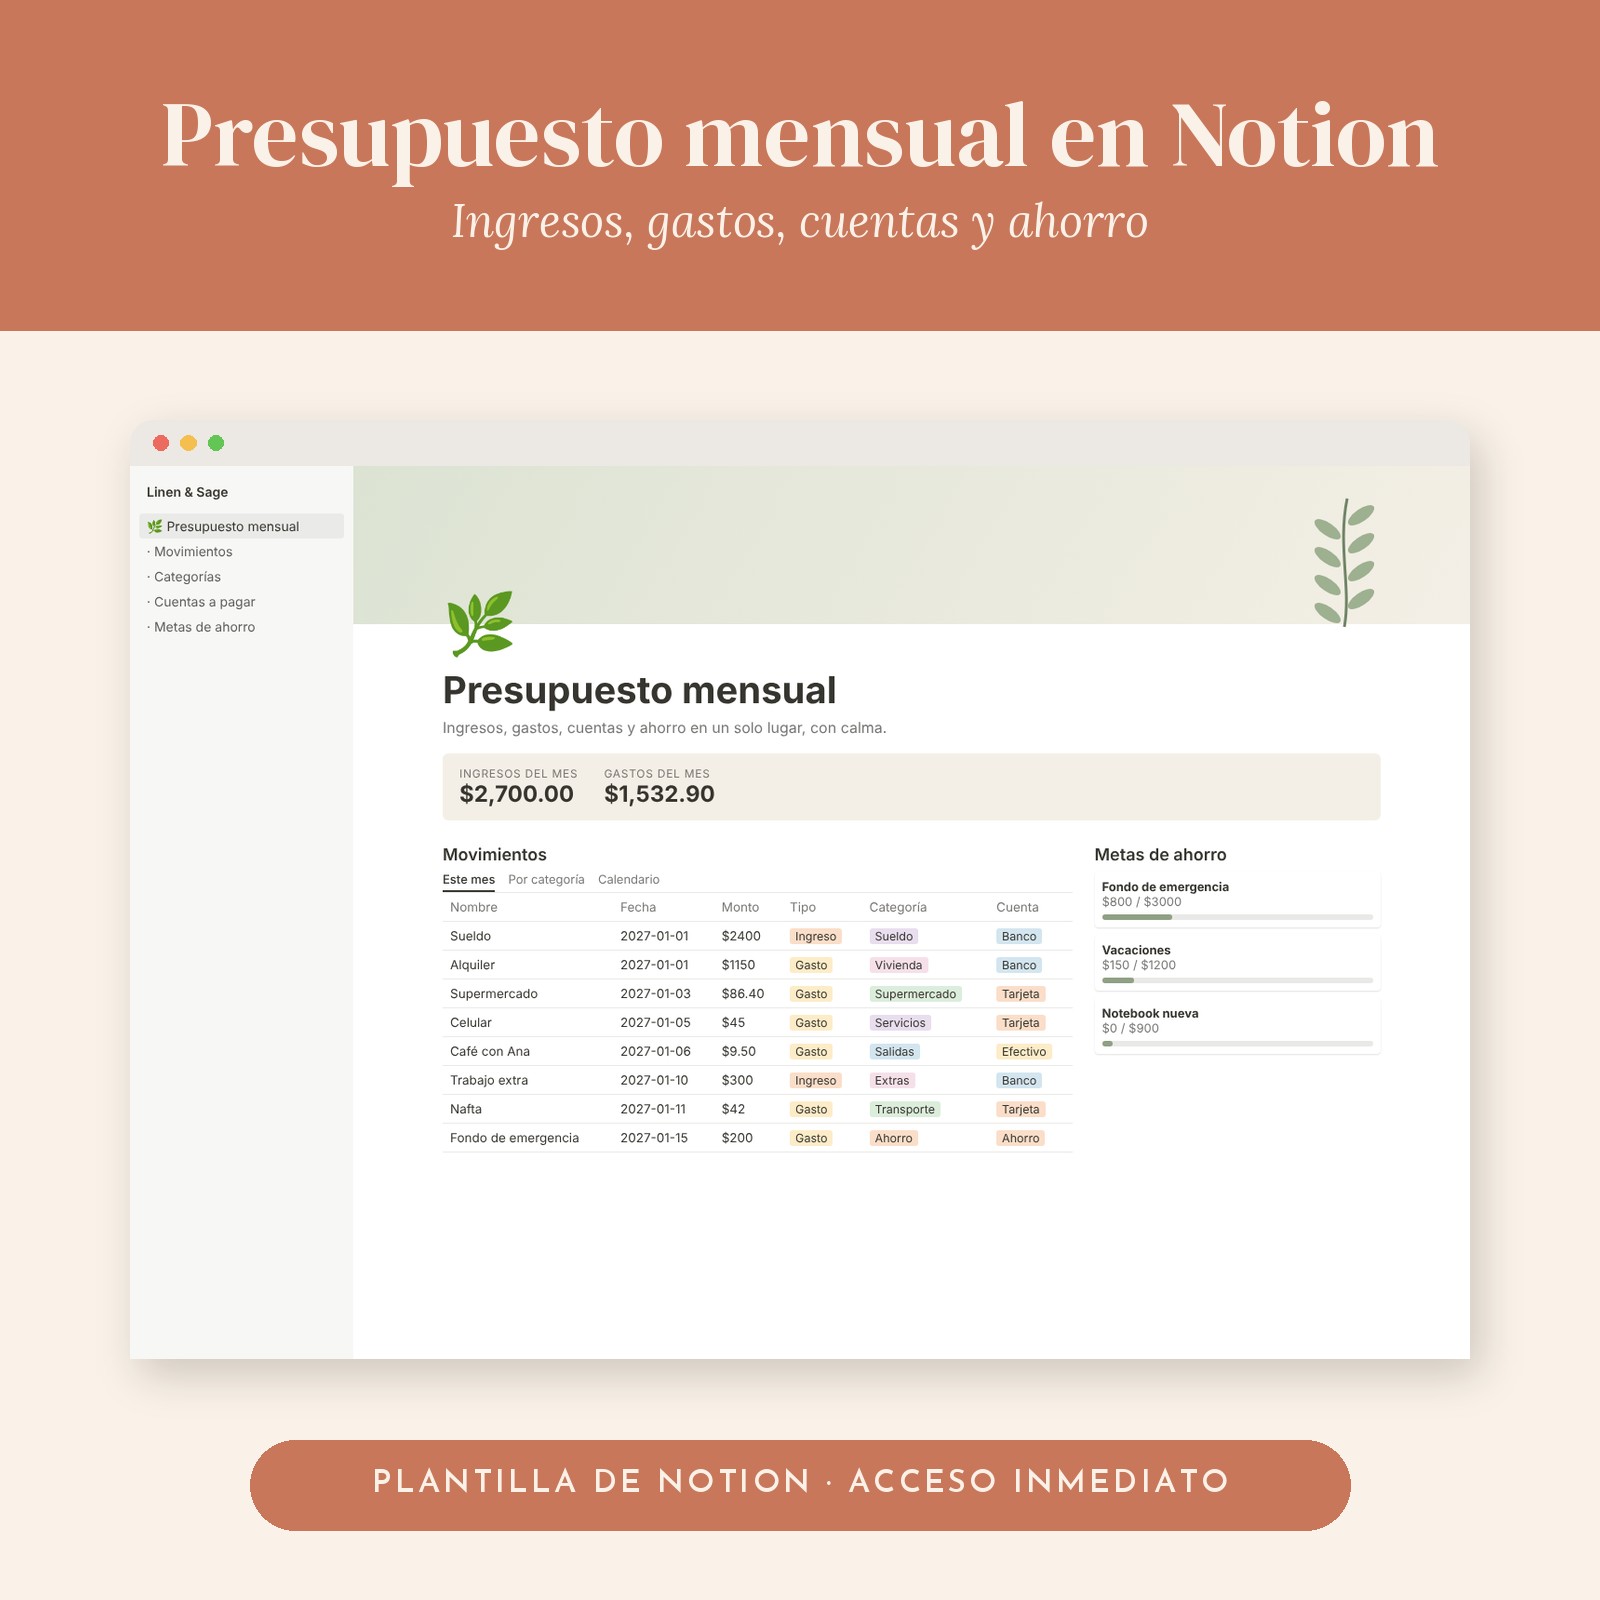 Presupuesto mensual en Notion
Ingresos, gastos, cuentas y ahorro
Linen & Sage
Presupuesto mensual
· Movimientos
· Categorías
· Cuentas a pagar
· Metas de ahorro
Presupuesto mensual
Ingresos, gastos, cuentas y ahorro en un solo lugar, con calma.
INGRESOS DEL MES GASTOS DEL MES
$2,700.00 $1,532.90
Movimientos
Este mes Por categoría Calendario
Nombre Fecha Monto Tipo Categoría Cuenta
Sueldo 2027-01-01 $2400 Ingreso Sueldo Banco
Alquiler 2027-01-01 $1150 Gasto Vivienda Banco
Supermercado 2027-01-03 $86.40 Gasto Supermercado Tarjeta
Celular 2027-01-05 $45 Gasto Servicios Tarjeta
Café con Ana 2027-01-06 $9.50 Gasto Salidas Efectivo
Trabajo extra 2027-01-10 $300 Ingreso Extras Banco
Nafta 2027-01-11 $42 Gasto Transporte Tarjeta
Fondo de emergencia 2027-01-15 $200 Gasto Ahorro Ahorro
Metas de ahorro
Fondo de emergencia
$800 / $3000
Vacaciones
$150 / $1200
Notebook nueva
$0 / $900
PLANTILLA DE NOTION · ACCESO INMEDIATO